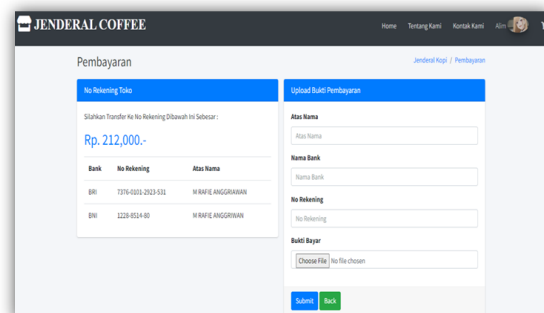 JENDERAL COFFEE
Home Tentang Kami Kontak Kami Alim
Pembayaran
Jenderal Kopi / Pembayaran
No Rekening Toko
Silahkan Transfer Ke No Rekening Dibawah Ini Sebesar :
Rp. 212,000.-
Bank No Rekening Atas Nama
BRI 7376-0101-2923-531 M RAFIE ANGGRIAWAN
BNI 1228-8514-80 M RAFIE ANGGRIWAN
Upload Bukti Pembayaran
Atas Nama
Atas Nama
Nama Bank
Nama Bank
No Rekening
No Rekening
Bukti Bayar
Choose File No file chosen
Submit Back